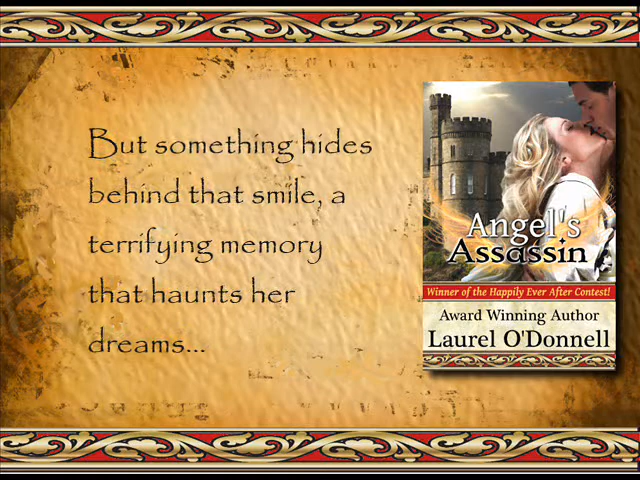 But something hides
behind that smile, a
terrifying memory
that haunts her
dreams...
Angel's
Assassin
Winner of the Happily Ever After Contest!
Award Winning Author
Laurel O'Donnell